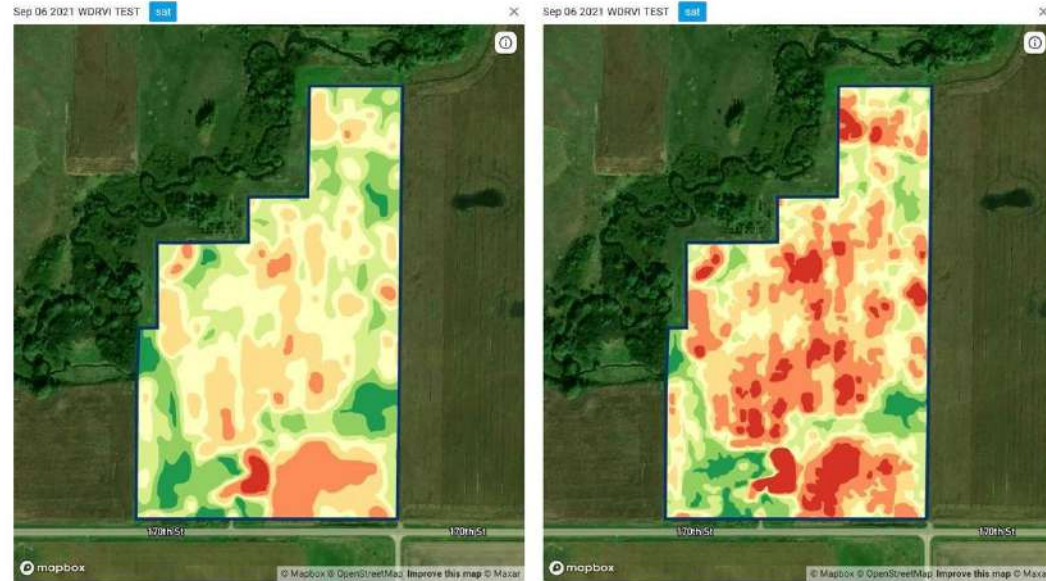 Sep 06 2021 WDRVI TEST sat
170th St 170th St
mapbox
© Mapbox © OpenStreetMap Improve this map © Maxar
Sep 06 2021 WDRVI TEST sat
170th St 170th St
mapbox
© Mapbox © OpenStreetMap Improve this map © Maxar